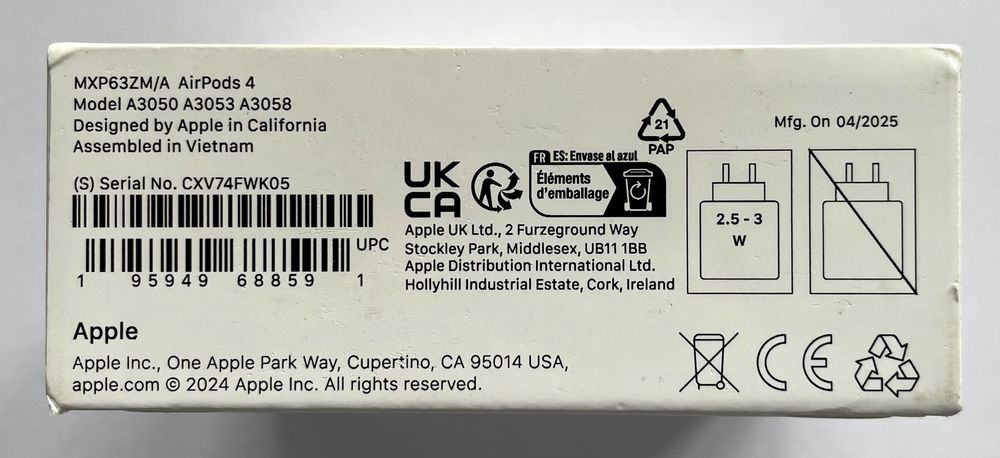 MXP63ZM/A AirPods 4
Model A3050 A3053 A3058
Designed by Apple in California
Assembled in Vietnam
(S) Serial No. CXV74FWK05
UPC
1 95949 68859 1
UK
CA
FR ES: Envase al azul
Éléments
d'emballage
21
PAP
Mfg. On 04/2025
2.5 - 3
W
Apple UK Ltd., 2 Furzeground Way
Stockley Park, Middlesex, UB11 1BB
Apple Distribution International Ltd.
Hollyhill Industrial Estate, Cork, Ireland
Apple
Apple Inc., One Apple Park Way, Cupertino, CA 95014 USA,
apple.com © 2024 Apple Inc. All rights reserved.
CE